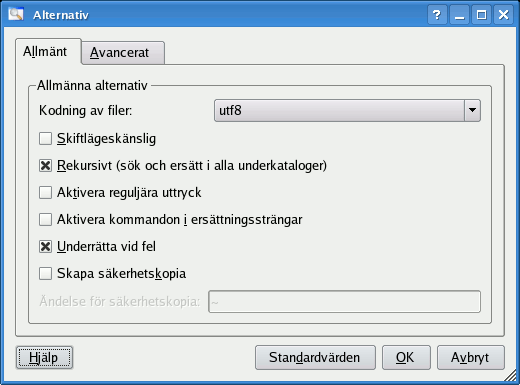 Alternativ
Allmänt Avancerat
Allmänna alternativ
Kodning av filer: utf8
Skiftlägeskänslig
Rekursivt (sök och ersätt i alla underkataloger)
Aktivera reguljära uttryck
Aktivera kommandon i ersättningssträngar
Underrätta vid fel
Skapa säkerhetskopia
Ändelse för säkerhetskopia: ~
Hjälp Standardvärden OK Avbryt